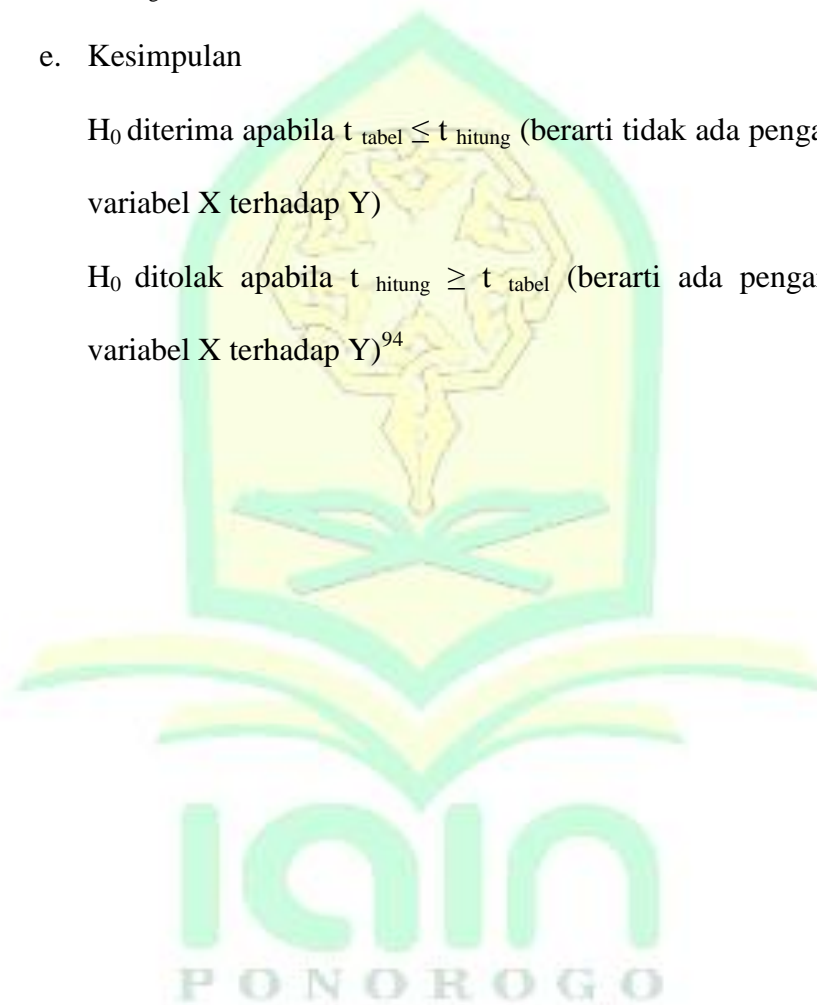 g
e. Kesimpulan
H₀ diterima apabila t tabel ≤ t hitung (berarti tidak ada penga
variabel X terhadap Y)
H₀ ditolak apabila t hitung ≥ t tabel (berarti ada penga
variabel X terhadap Y)⁹⁴
IAIN
PONOROGO